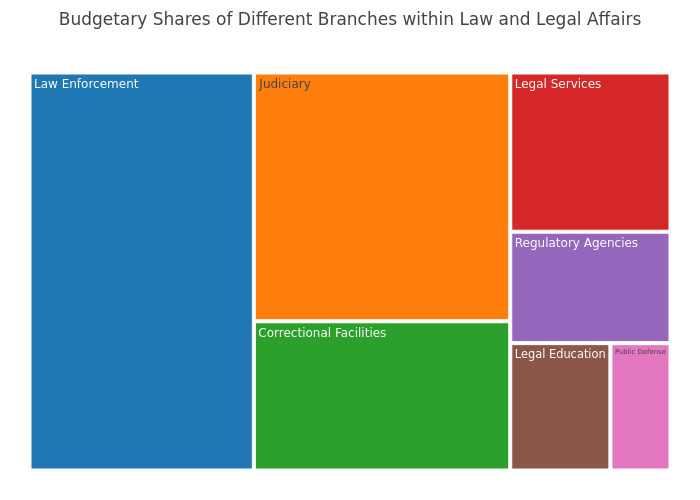 Budgetary Shares of Different Branches within Law and Legal Affairs
Law Enforcement
Judiciary
Legal Services
Regulatory Agencies
Correctional Facilities
Legal Education
Public Defense